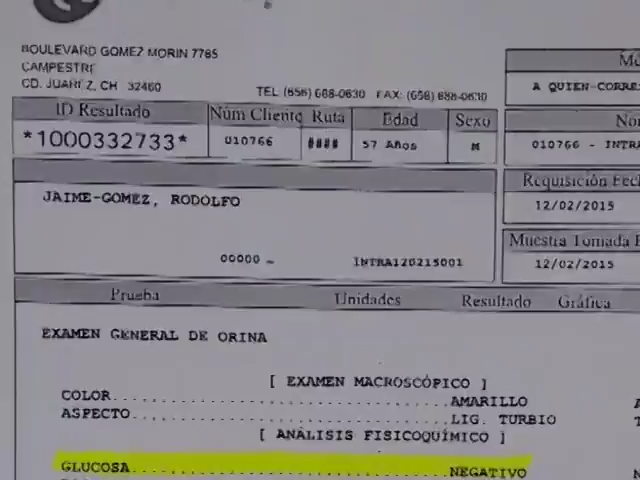 BOULEVARD GOMEZ MORIN 7785
CAMPESTRE
CD. JUAREZ, CH 32460
TEL (656) 688-0630 FAX: (656) 688-0630
A QUIEN-CORRE
ID Resultado Núm Cliente Ruta Edad Sexo
*1000332733* 010766 #### 57 Años M
010766 - INTRA
Requisición Fec
12/02/2015
JAIME-GOMEZ, RODOLFO
Muestra Tomada
12/02/2015
00000 - INTRA120215001
Prueba Unidades Resultado Gráfica
EXAMEN GENERAL DE ORINA
[ EXAMEN MACROSCÓPICO ]
COLOR..............................AMARILLO
ASPECTO............................LIG. TURBIO
[ ANÁLISIS FISICOQUÍMICO ]
GLUCOSA............................NEGATIVO